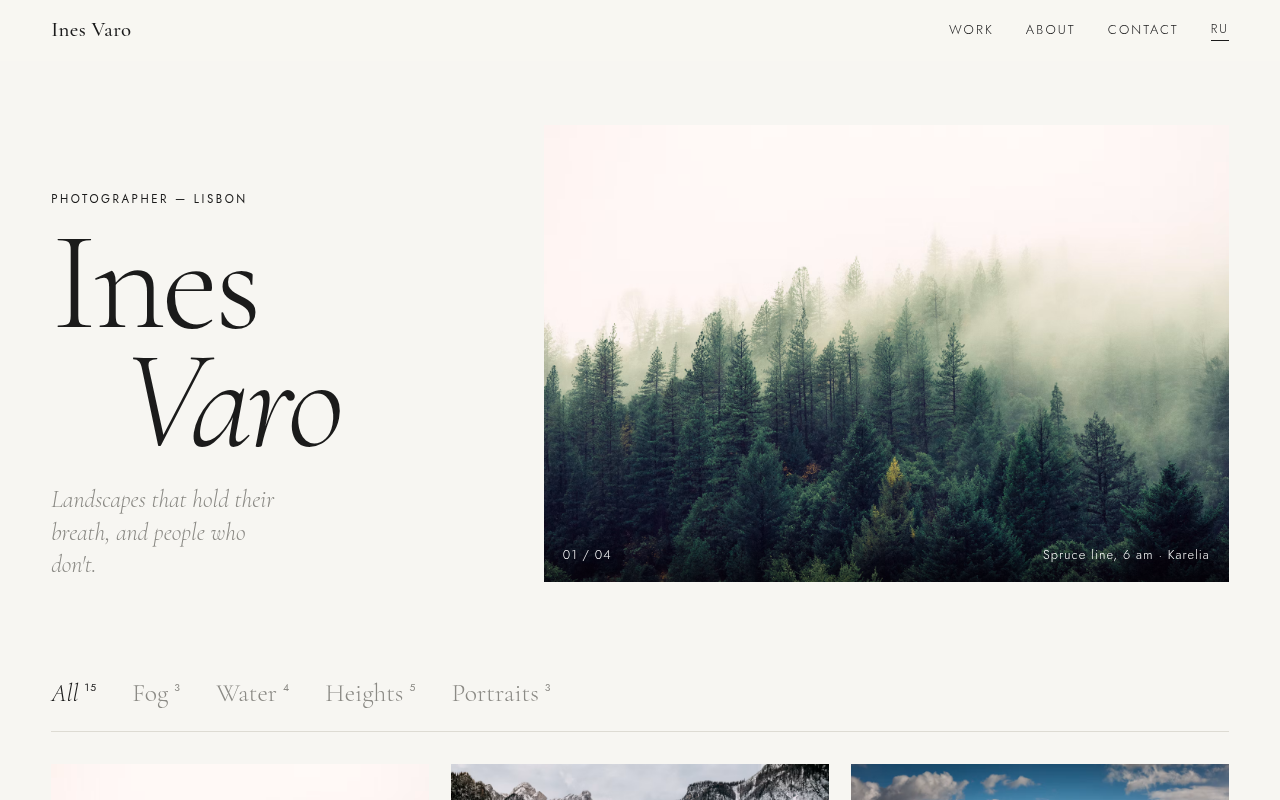 Ines Varo
WORK ABOUT CONTACT RU
PHOTOGRAPHER — LISBON
Ines
Varo
Landscapes that hold their
breath, and people who
don't.
01 / 04
Spruce line, 6 am · Karelia
All 15 Fog 3 Water 4 Heights 5 Portraits 3